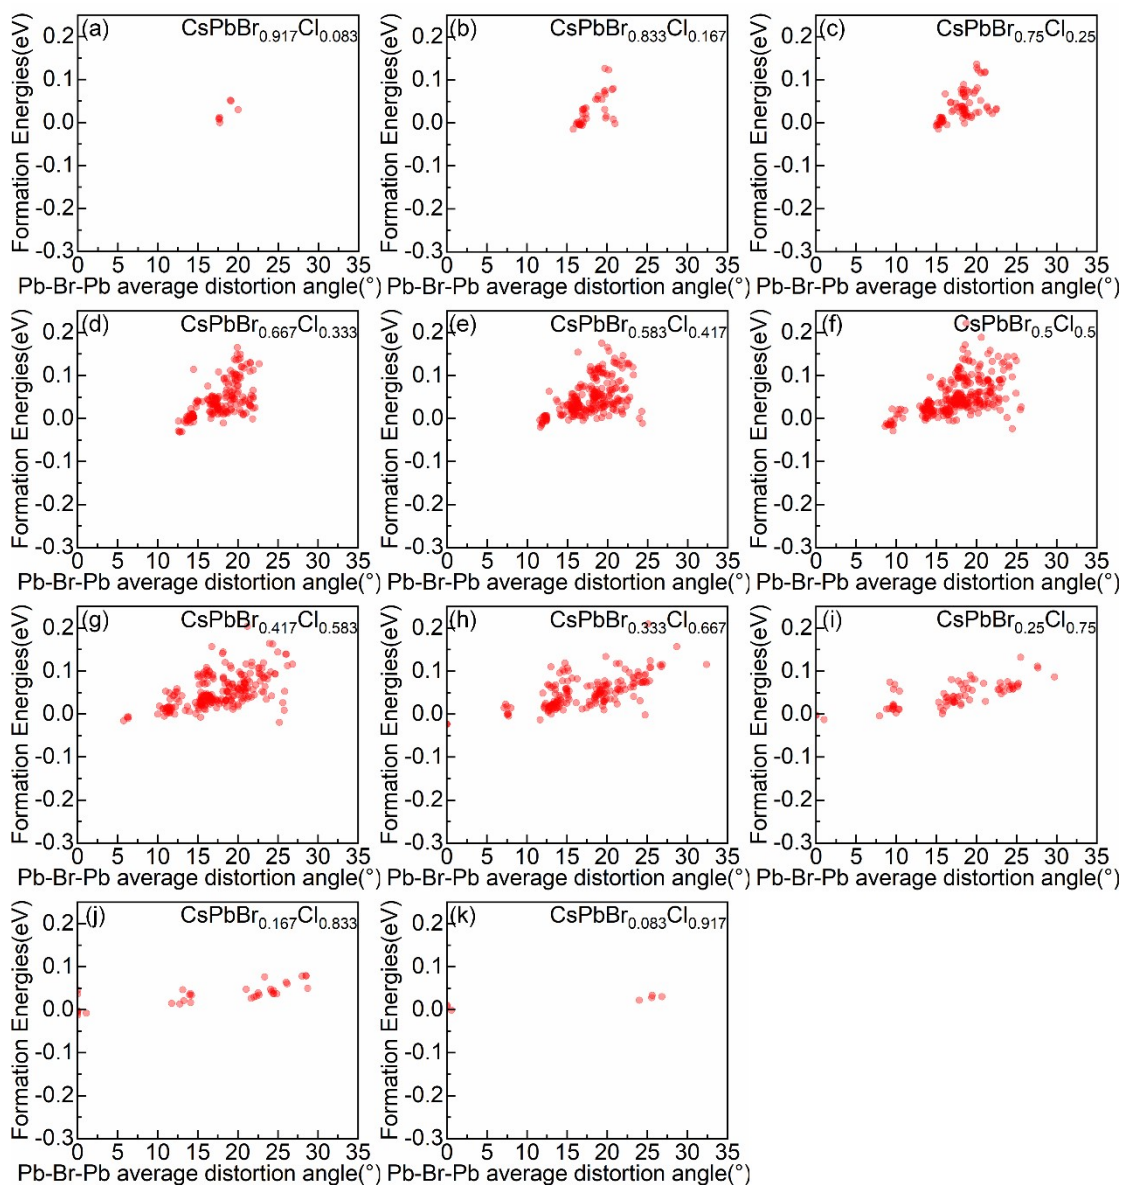 (a) CsPbBr0.917Cl0.083
Formation Energies(eV)
0.2
0.1
0.0
-0.1
-0.2
-0.3
0 5 10 15 20 25 30 35
Pb-Br-Pb average distortion angle(°)
(b) CsPbBr0.833Cl0.167
Formation Energies(eV)
0.2
0.1
0.0
-0.1
-0.2
-0.3
0 5 10 15 20 25 30 35
Pb-Br-Pb average distortion angle(°)
(c) CsPbBr0.75Cl0.25
Formation Energies(eV)
0.2
0.1
0.0
-0.1
-0.2
-0.3
0 5 10 15 20 25 30 35
Pb-Br-Pb average distortion angle(°)
(d) CsPbBr0.667Cl0.333
Formation Energies(eV)
0.2
0.1
0.0
-0.1
-0.2
-0.3
0 5 10 15 20 25 30 35
Pb-Br-Pb average distortion angle(°)
(e) CsPbBr0.583Cl0.417
Formation Energies(eV)
0.2
0.1
0.0
-0.1
-0.2
-0.3
0 5 10 15 20 25 30 35
Pb-Br-Pb average distortion angle(°)
(f) CsPbBr0.5Cl0.5
Formation Energies(eV)
0.2
0.1
0.0
-0.1
-0.2
-0.3
0 5 10 15 20 25 30 35
Pb-Br-Pb average distortion angle(°)
(g) CsPbBr0.417Cl0.583
Formation Energies(eV)
0.2
0.1
0.0
-0.1
-0.2
-0.3
0 5 10 15 20 25 30 35
Pb-Br-Pb average distortion angle(°)
(h) CsPbBr0.333Cl0.667
Formation Energies(eV)
0.2
0.1
0.0
-0.1
-0.2
-0.3
0 5 10 15 20 25 30 35
Pb-Br-Pb average distortion angle(°)
(i) CsPbBr0.25Cl0.75
Formation Energies(eV)
0.2
0.1
0.0
-0.1
-0.2
-0.3
0 5 10 15 20 25 30 35
Pb-Br-Pb average distortion angle(°)
(j) CsPbBr0.167Cl0.833
Formation Energies(eV)
0.2
0.1
0.0
-0.1
-0.2
-0.3
0 5 10 15 20 25 30 35
Pb-Br-Pb average distortion angle(°)
(k) CsPbBr0.083Cl0.917
Formation Energies(eV)
0.2
0.1
0.0
-0.1
-0.2
-0.3
0 5 10 15 20 25 30 35
Pb-Br-Pb average distortion angle(°)